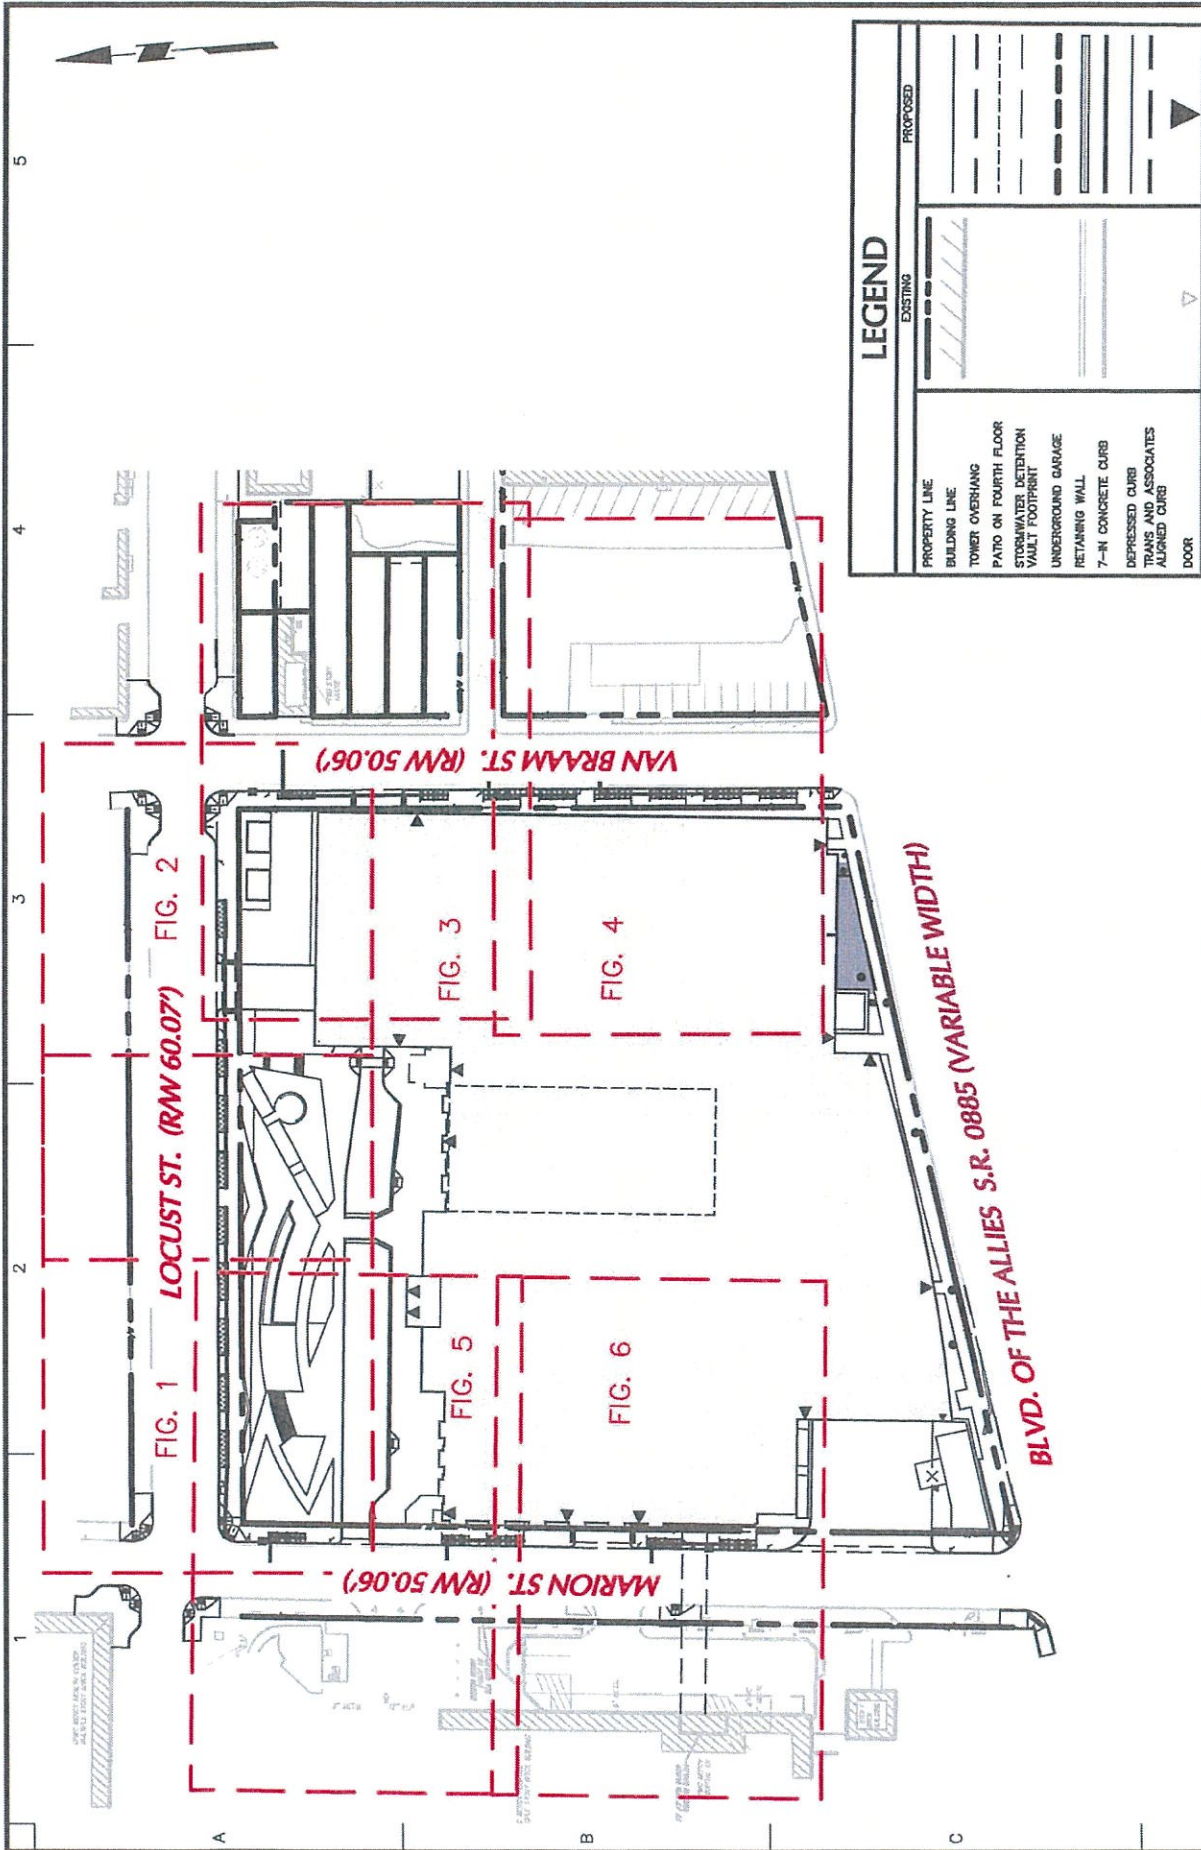 1
2
3
4
5
A
B
C
N
FIG. 1
FIG. 2
LOCUST ST. (R/W 60.07')
VAN BRAAM ST. (R/W 50.06')
MARION ST. (R/W 50.06')
FIG. 3
FIG. 4
FIG. 5
FIG. 6
BLVD. OF THE ALLIES S.R. 0885 (VARIABLE WIDTH)
LEGEND
EXISTING
PROPOSED
PROPERTY LINE
BUILDING LINE
TOWER OVERHANG
PATIO ON FOURTH FLOOR
STORMWATER DETENTION
VAULT FOOTPRINT
UNDERGROUND GARAGE
RETAINING WALL
7-IN CONCRETE CURB
DEPRESSED CURB
TRANS AND ASSOCIATES
ALIGNED CURB
DOOR